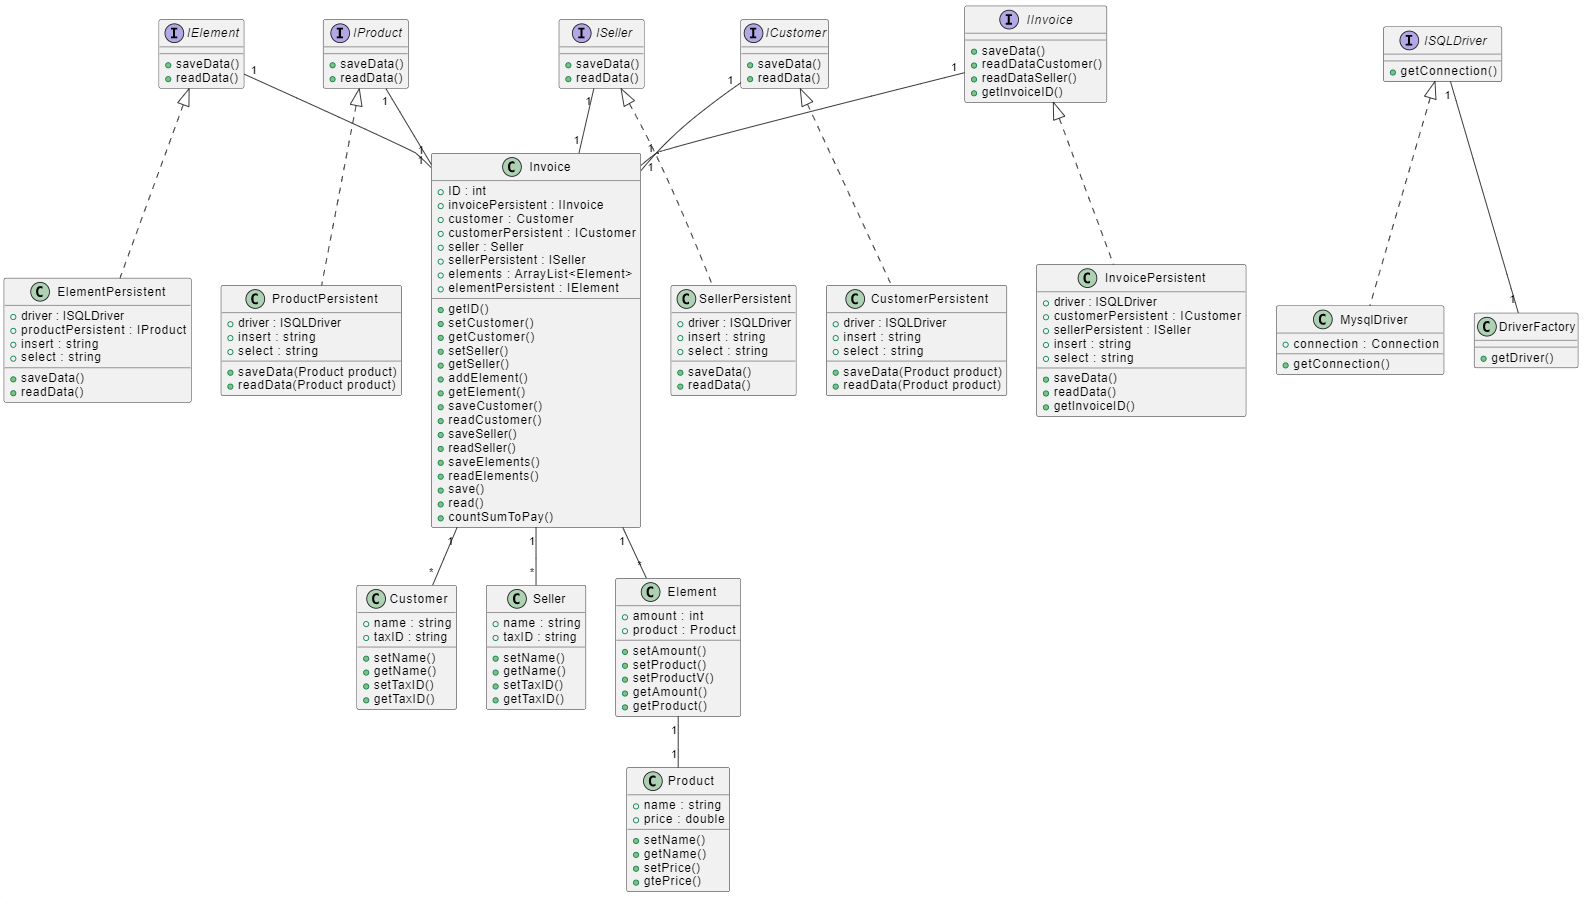 I IElement
saveData()
readData()
I IProduct
saveData()
readData()
I ISeller
saveData()
readData()
I ICustomer
saveData()
readData()
I IInvoice
saveData()
readDataCustomer()
readDataSeller()
getInvoiceID()
I ISQLDriver
getConnection()
1
1
1
1
1
1
1
1
1
1
1
C Invoice
ID : int
invoicePersistent : IInvoice
customer : Customer
customerPersistent : ICustomer
seller : Seller
sellerPersistent : ISeller
elements : ArrayList<Element>
elementPersistent : IElement
getID()
setCustomer()
getCustomer()
setSeller()
getSeller()
addElement()
getElement()
saveCustomer()
readCustomer()
saveSeller()
readSeller()
saveElements()
readElements()
save()
read()
countSumToPay()
C ElementPersistent
driver : ISQLDriver
productPersistent : IProduct
insert : string
select : string
saveData()
readData()
C ProductPersistent
driver : ISQLDriver
insert : string
select : string
saveData(Product product)
readData(Product product)
C SellerPersistent
driver : ISQLDriver
insert : string
select : string
saveData()
readData()
C CustomerPersistent
driver : ISQLDriver
insert : string
select : string
saveData(Product product)
readData(Product product)
C InvoicePersistent
driver : ISQLDriver
customerPersistent : ICustomer
sellerPersistent : ISeller
insert : string
select : string
saveData()
readData()
getInvoiceID()
C MysqlDriver
connection : Connection
getConnection()
1
C DriverFactory
getDriver()
1
1
1
*
*
*
C Customer
name : string
taxID : string
setName()
getName()
setTaxID()
getTaxID()
C Seller
name : string
taxID : string
setName()
getName()
setTaxID()
getTaxID()
C Element
amount : int
product : Product
setAmount()
setProduct()
setProductV()
getAmount()
getProduct()
1
1
C Product
name : string
price : double
setName()
getName()
setPrice()
gtePrice()